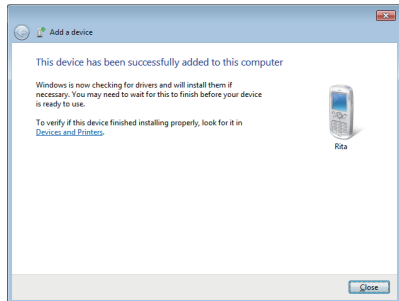 Add a device
This device has been successfully added to this computer
Windows is now checking for drivers and will install them if
necessary. You may need to wait for this to finish before your device
is ready to use.
To verify if this device finished installing properly, look for it in
Devices and Printers.
Rita
Close